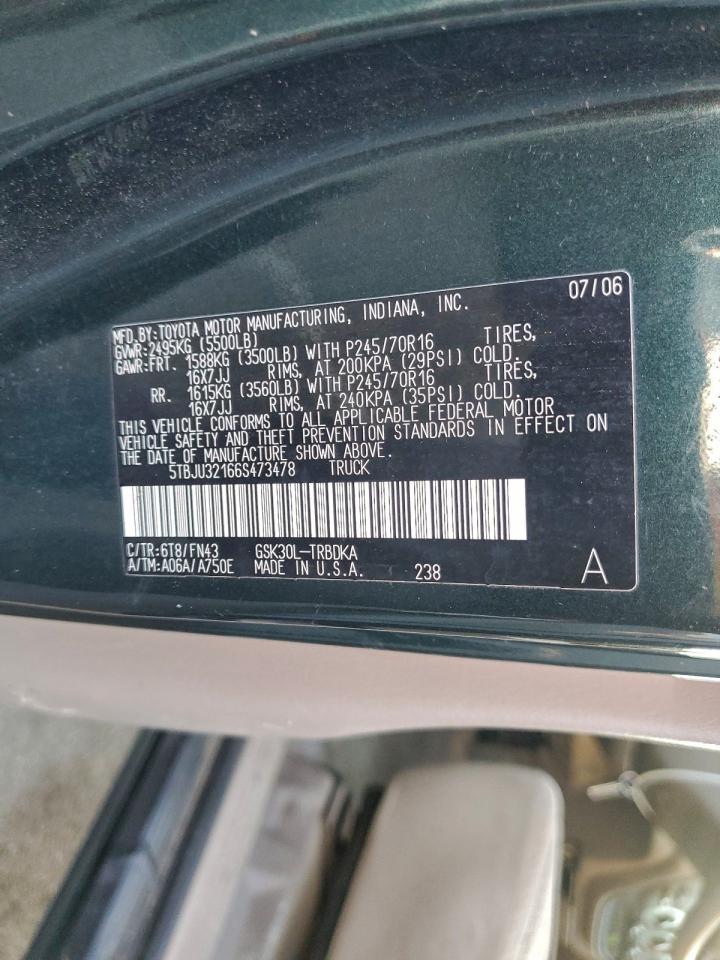 07/06
MFD.BY:TOYOTA MOTOR MANUFACTURING, INDIANA, INC.
GVWR:2495KG (5500LB)
GAWR:FRT. 1588KG (3500LB) WITH P245/70R16 TIRES,
16X7JJ RIMS, AT 200KPA (29PSI) COLD.
RR. 1615KG (3560LB) WITH P245/70R16 TIRES,
16X7JJ RIMS, AT 240KPA (35PSI) COLD.
THIS VEHICLE CONFORMS TO ALL APPLICABLE FEDERAL MOTOR
VEHICLE SAFETY AND THEFT PREVENTION STANDARDS IN EFFECT ON
THE DATE OF MANUFACTURE SHOWN ABOVE.
5TBJU32166S473478 TRUCK
C/TR:6T8/FN43 GSK30L-TRBDKA
A/TM:A06A/A750E MADE IN U.S.A. 238 A